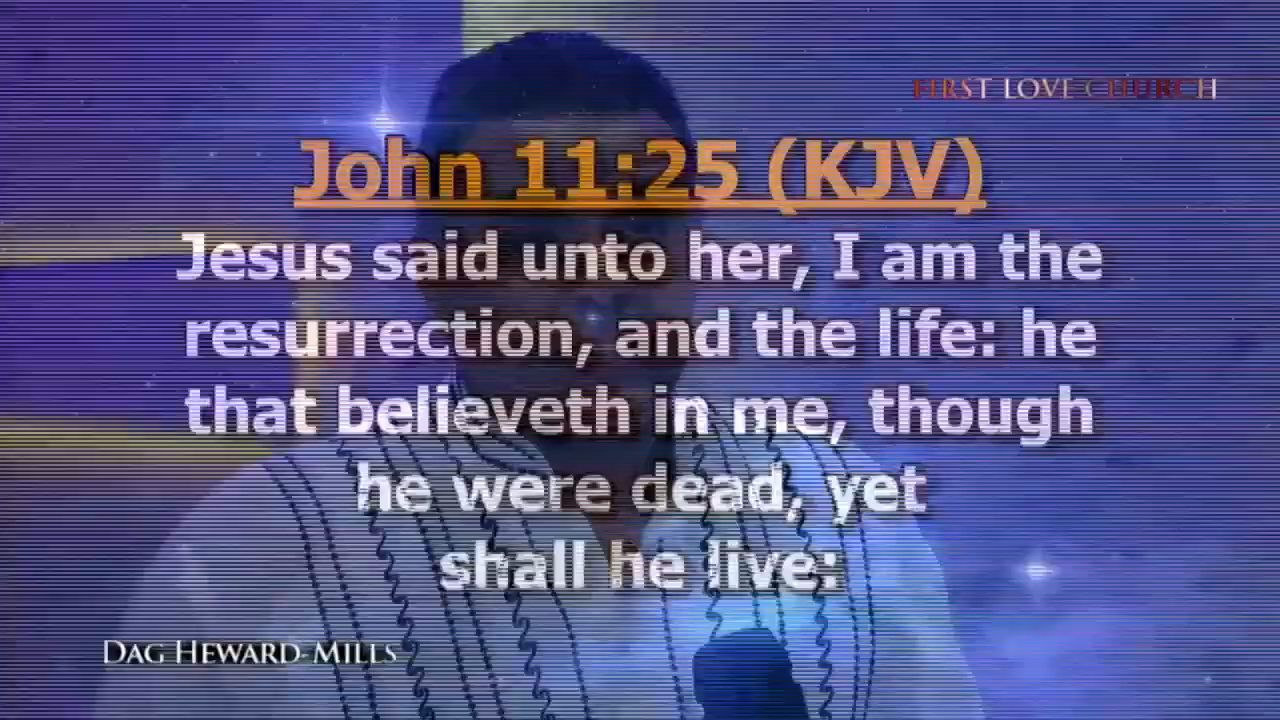 FIRST LOVE CHURCH
John 11:25 (KJV)
Jesus said unto her, I am the
resurrection, and the life: he
that believeth in me, though
he were dead, yet
shall he live:
DAG HEWARD-MILLS